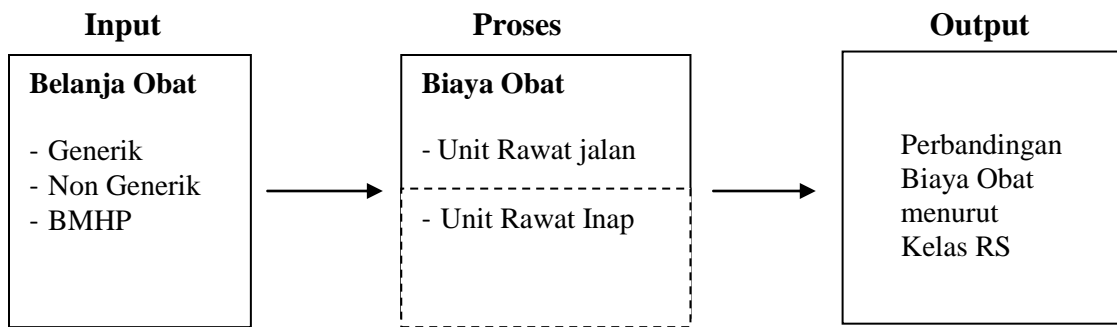 Input
Belanja Obat
- Generik
- Non Generik
- BMHP
Proses
Biaya Obat
- Unit Rawat jalan
- Unit Rawat Inap
Output
Perbandingan
Biaya Obat
menurut
Kelas RS